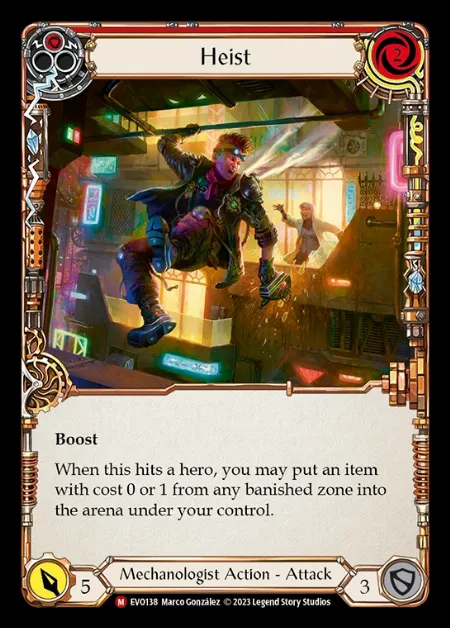 Heist
2
Boost
When this hits a hero, you may put an item
with cost 0 or 1 from any banished zone into
the arena under your control.
5
Mechanologist Action - Attack
3
M EVO138 Marco González © 2023 Legend Story Studios